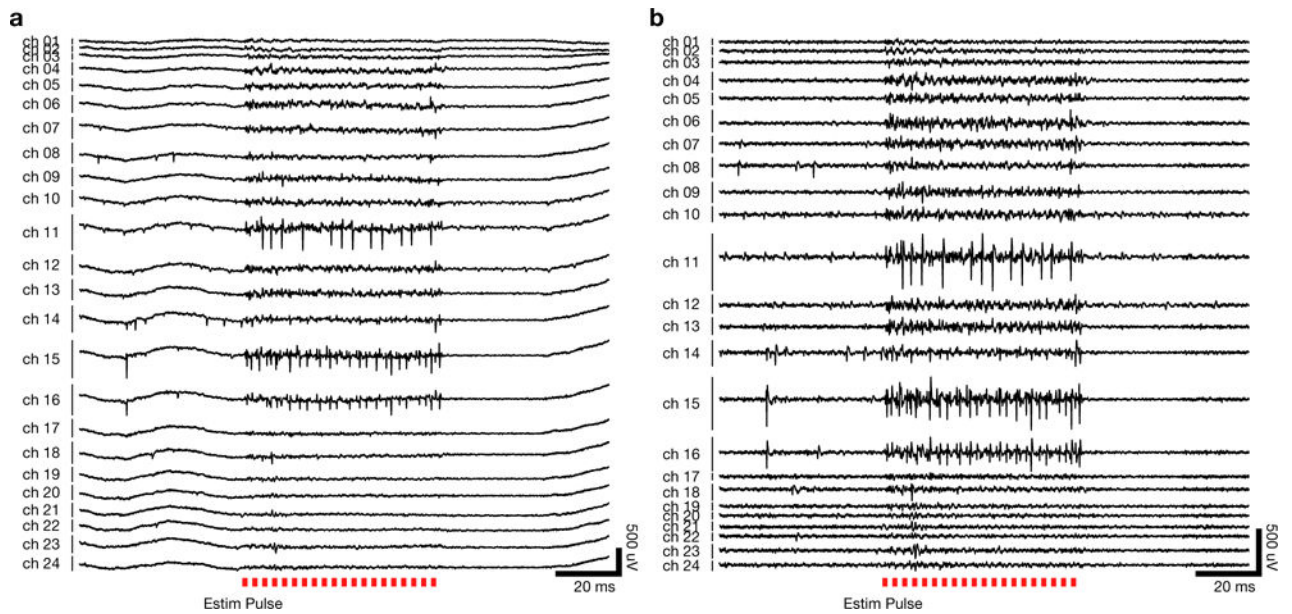 a
ch 01
ch 02
ch 03
ch 04
ch 05
ch 06
ch 07
ch 08
ch 09
ch 10
ch 11
ch 12
ch 13
ch 14
ch 15
ch 16
ch 17
ch 18
ch 19
ch 20
ch 21
ch 22
ch 23
ch 24
500 uV
20 ms
Estim Pulse
b
ch 01
ch 02
ch 03
ch 04
ch 05
ch 06
ch 07
ch 08
ch 09
ch 10
ch 11
ch 12
ch 13
ch 14
ch 15
ch 16
ch 17
ch 18
ch 19
ch 20
ch 21
ch 22
ch 23
ch 24
500 uV
20 ms
Estim Pulse